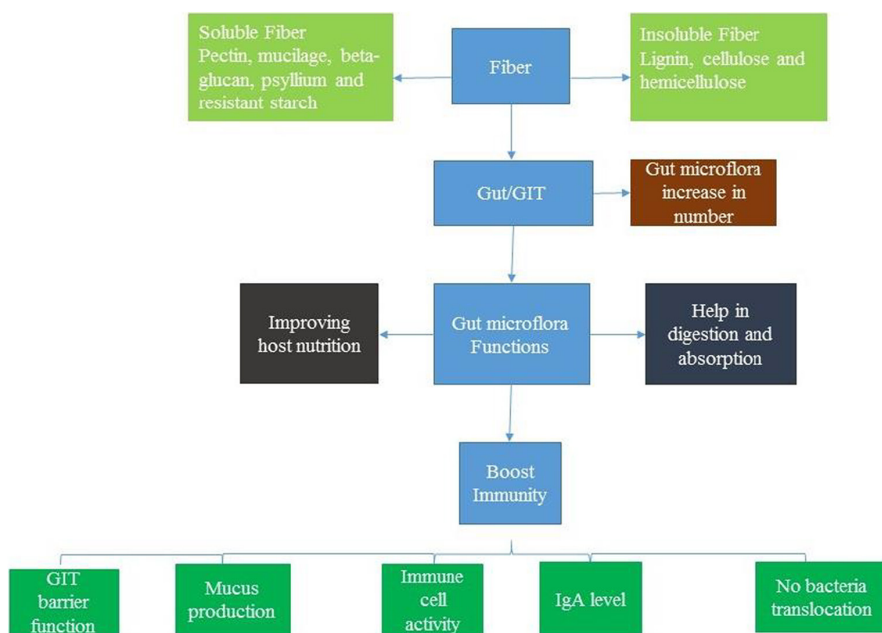 Soluble Fiber
Pectin, mucilage, beta-
glucan, psyllium and
resistant starch
Fiber
Insoluble Fiber
Lignin, cellulose and
hemicellulose
Gut/GIT
Gut microflora
increase in
number
Improving
host nutrition
Gut microflora
Functions
Help in
digestion and
absorption
Boost
Immunity
GIT
barrier
function
Mucus
production
Immune
cell
activity
IgA level
No bacteria
translocation